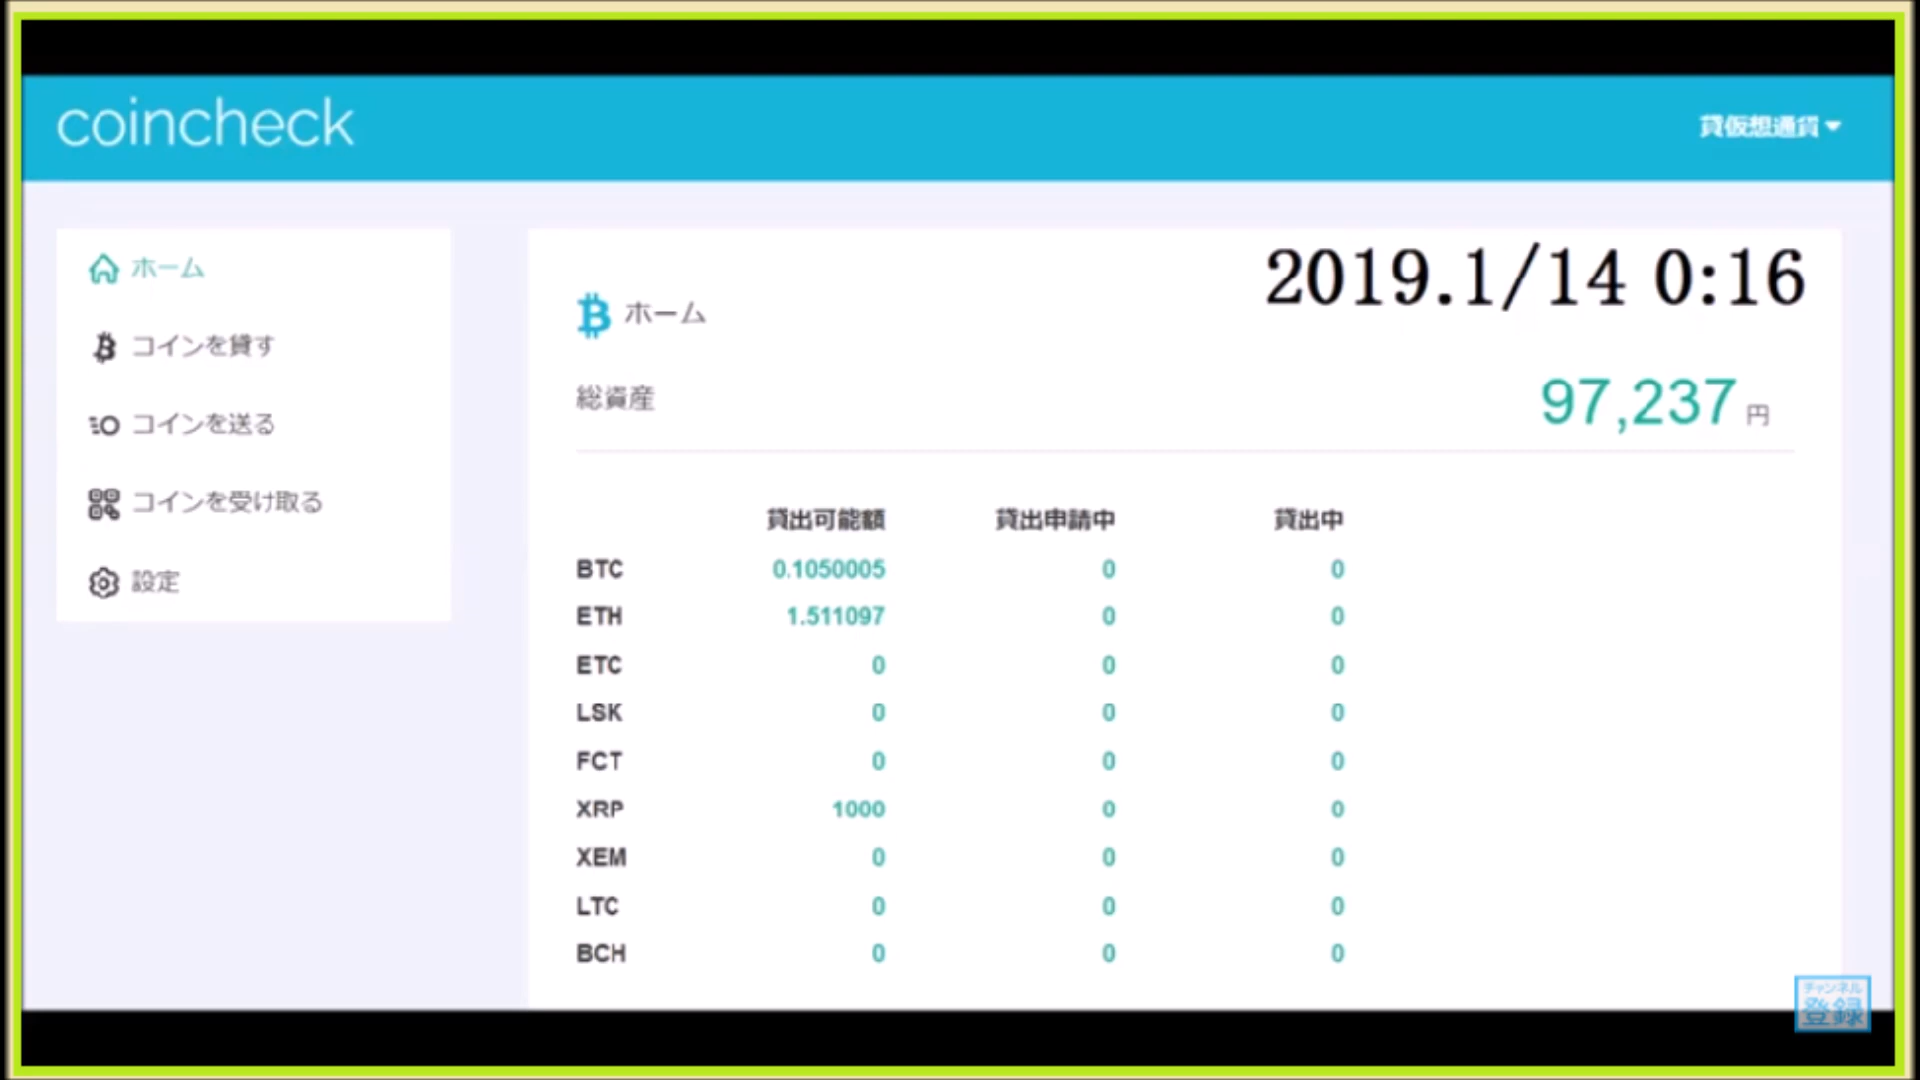 coincheck
貸仮想通貨
ホーム
コインを貸す
コインを送る
コインを受け取る
設定
2019.1/14 0:16
ホーム
総資産 97,237 円
貸出可能額 貸出申請中 貸出中
BTC 0.1050005 0 0
ETH 1.511097 0 0
ETC 0 0 0
LSK 0 0 0
FCT 0 0 0
XRP 1000 0 0
XEM 0 0 0
LTC 0 0 0
BCH 0 0 0
チャンネル
登録